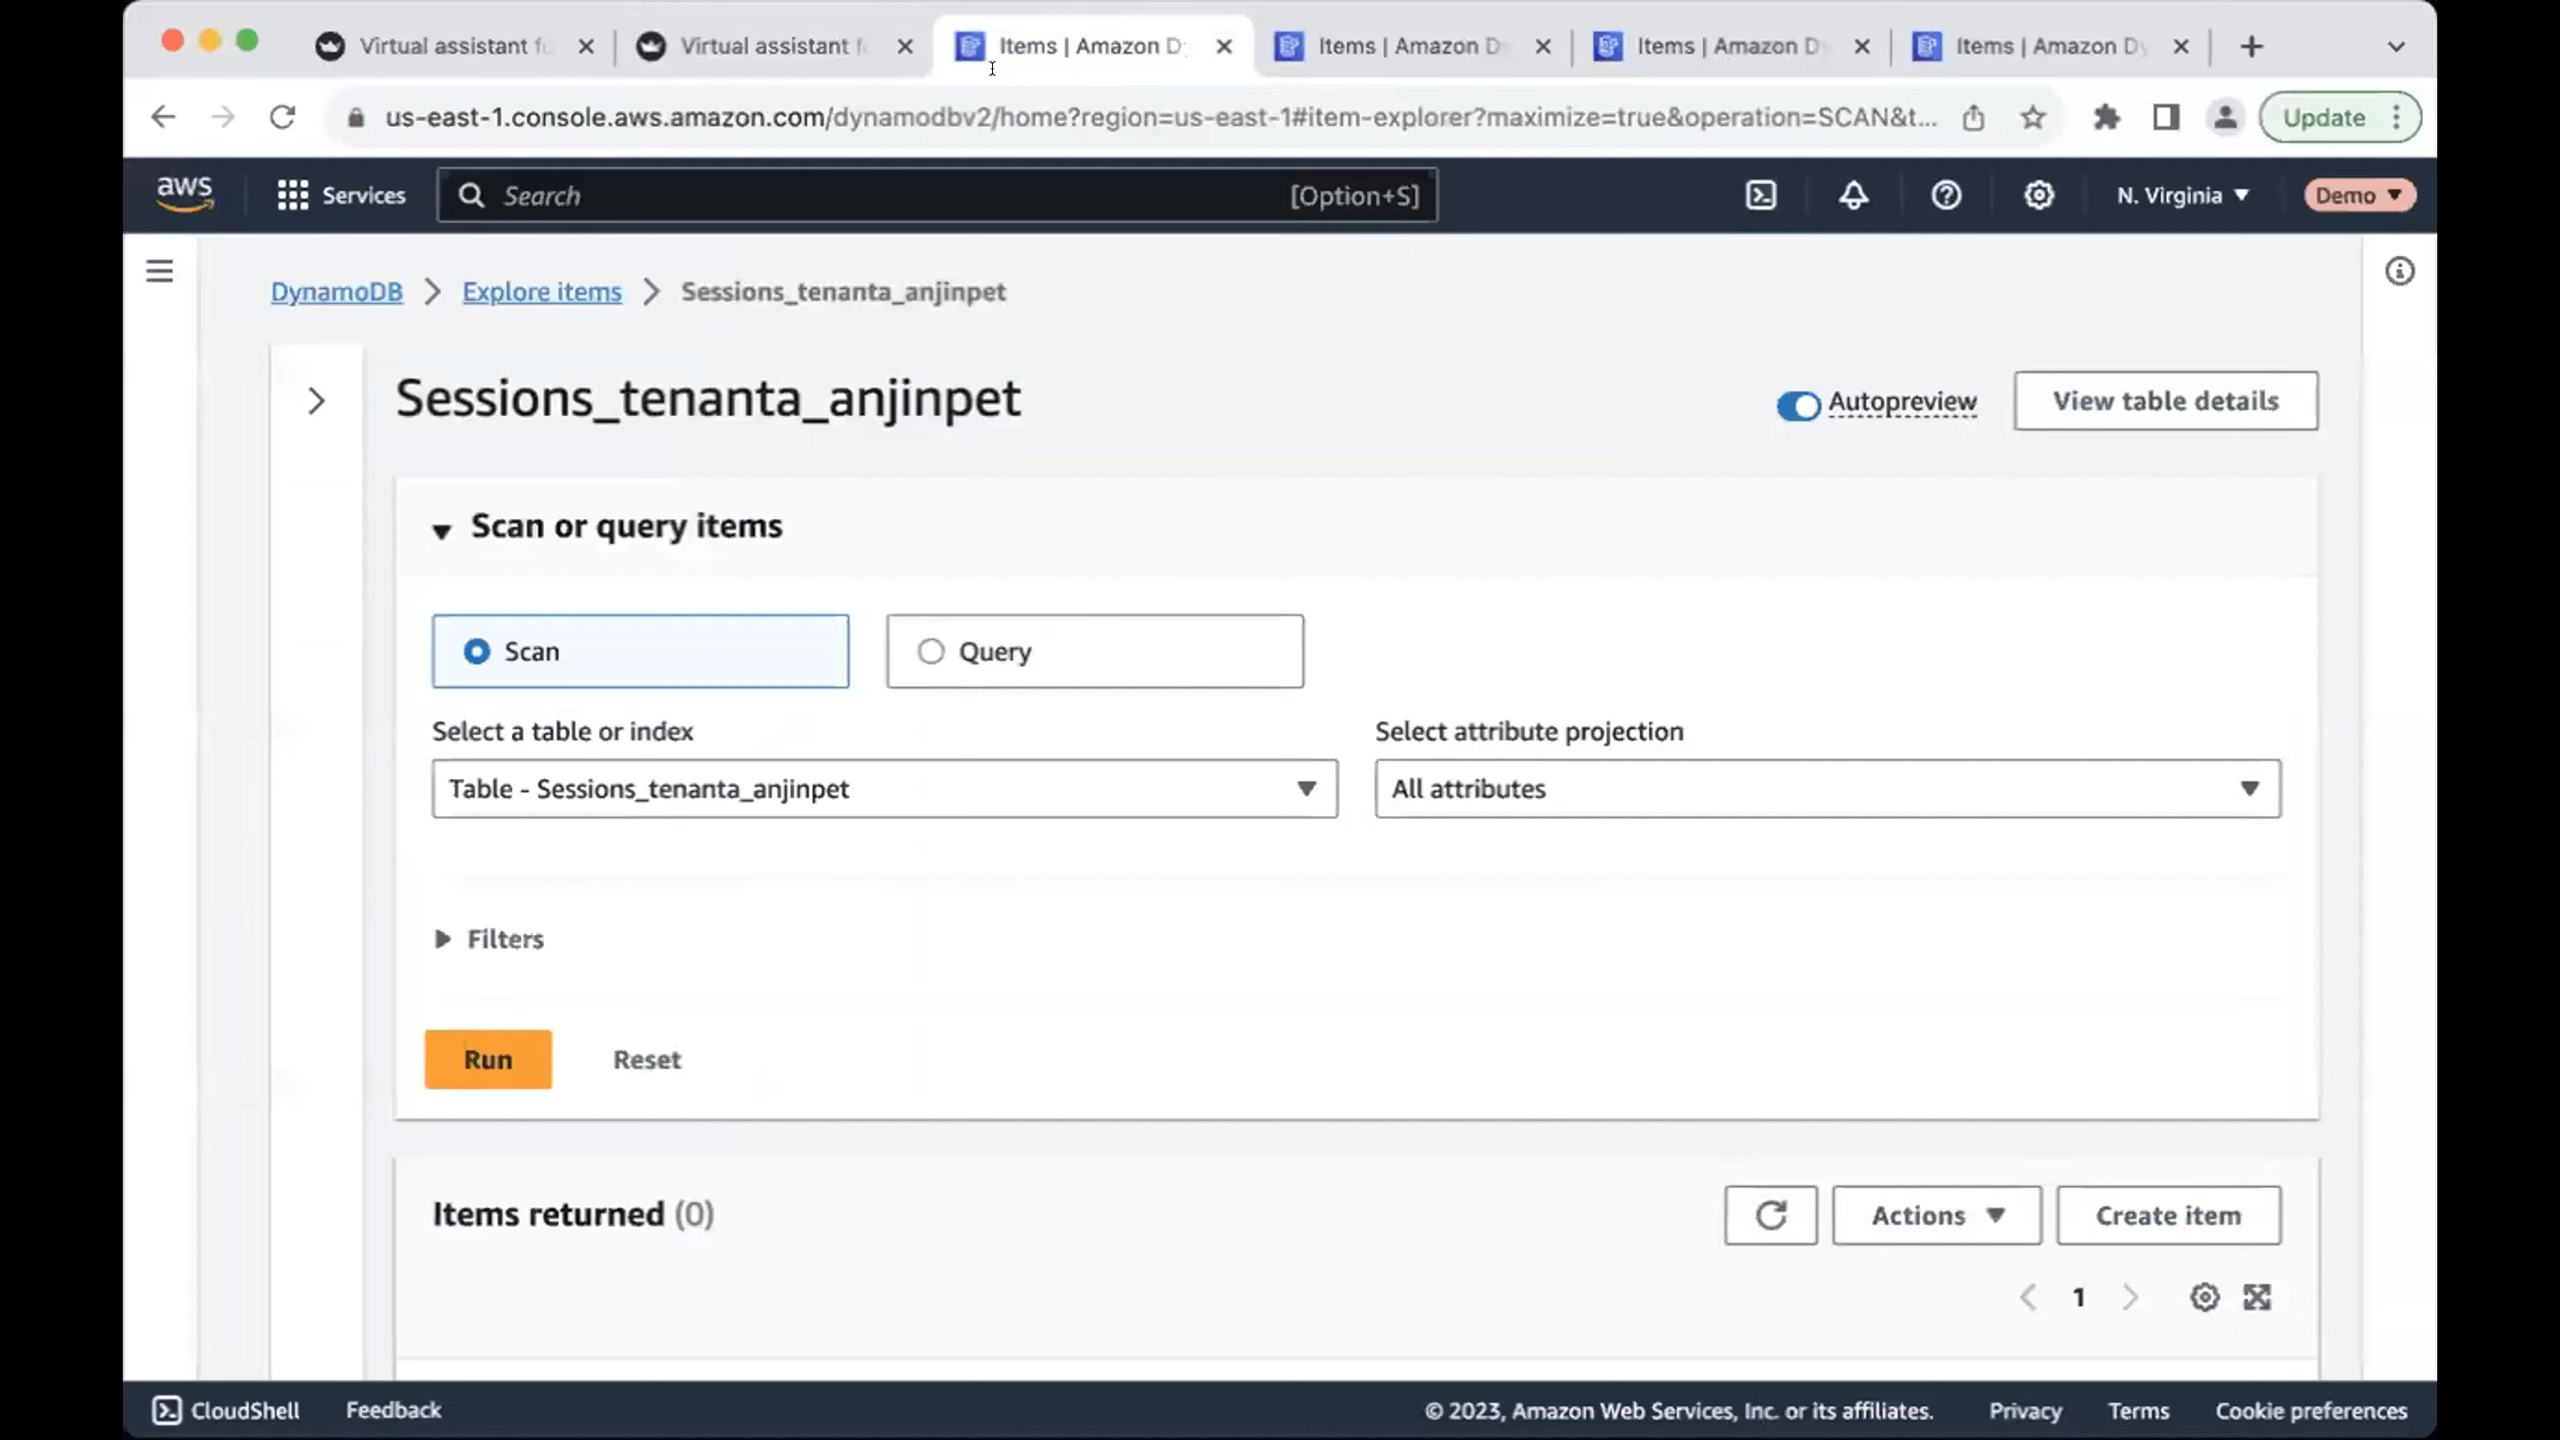 Virtual assistant f
Virtual assistant f
Items | Amazon D
Items | Amazon D
Items | Amazon D
Items | Amazon Dy
us-east-1.console.aws.amazon.com/dynamodbv2/home?region=us-east-1#item-explorer?maximize=true&operation=SCAN&t...
Update
aws
Services
Search
[Option+S]
N. Virginia
Demo
DynamoDB
Explore items
Sessions_tenanta_anjinpet
Sessions_tenanta_anjinpet
Autopreview
View table details
Scan or query items
Scan
Query
Select a table or index
Select attribute projection
Table - Sessions_tenanta_anjinpet
All attributes
Filters
Run
Reset
Items returned (0)
Actions
Create item
1
CloudShell
Feedback
© 2023, Amazon Web Services, Inc. or its affiliates.
Privacy
Terms
Cookie preferences